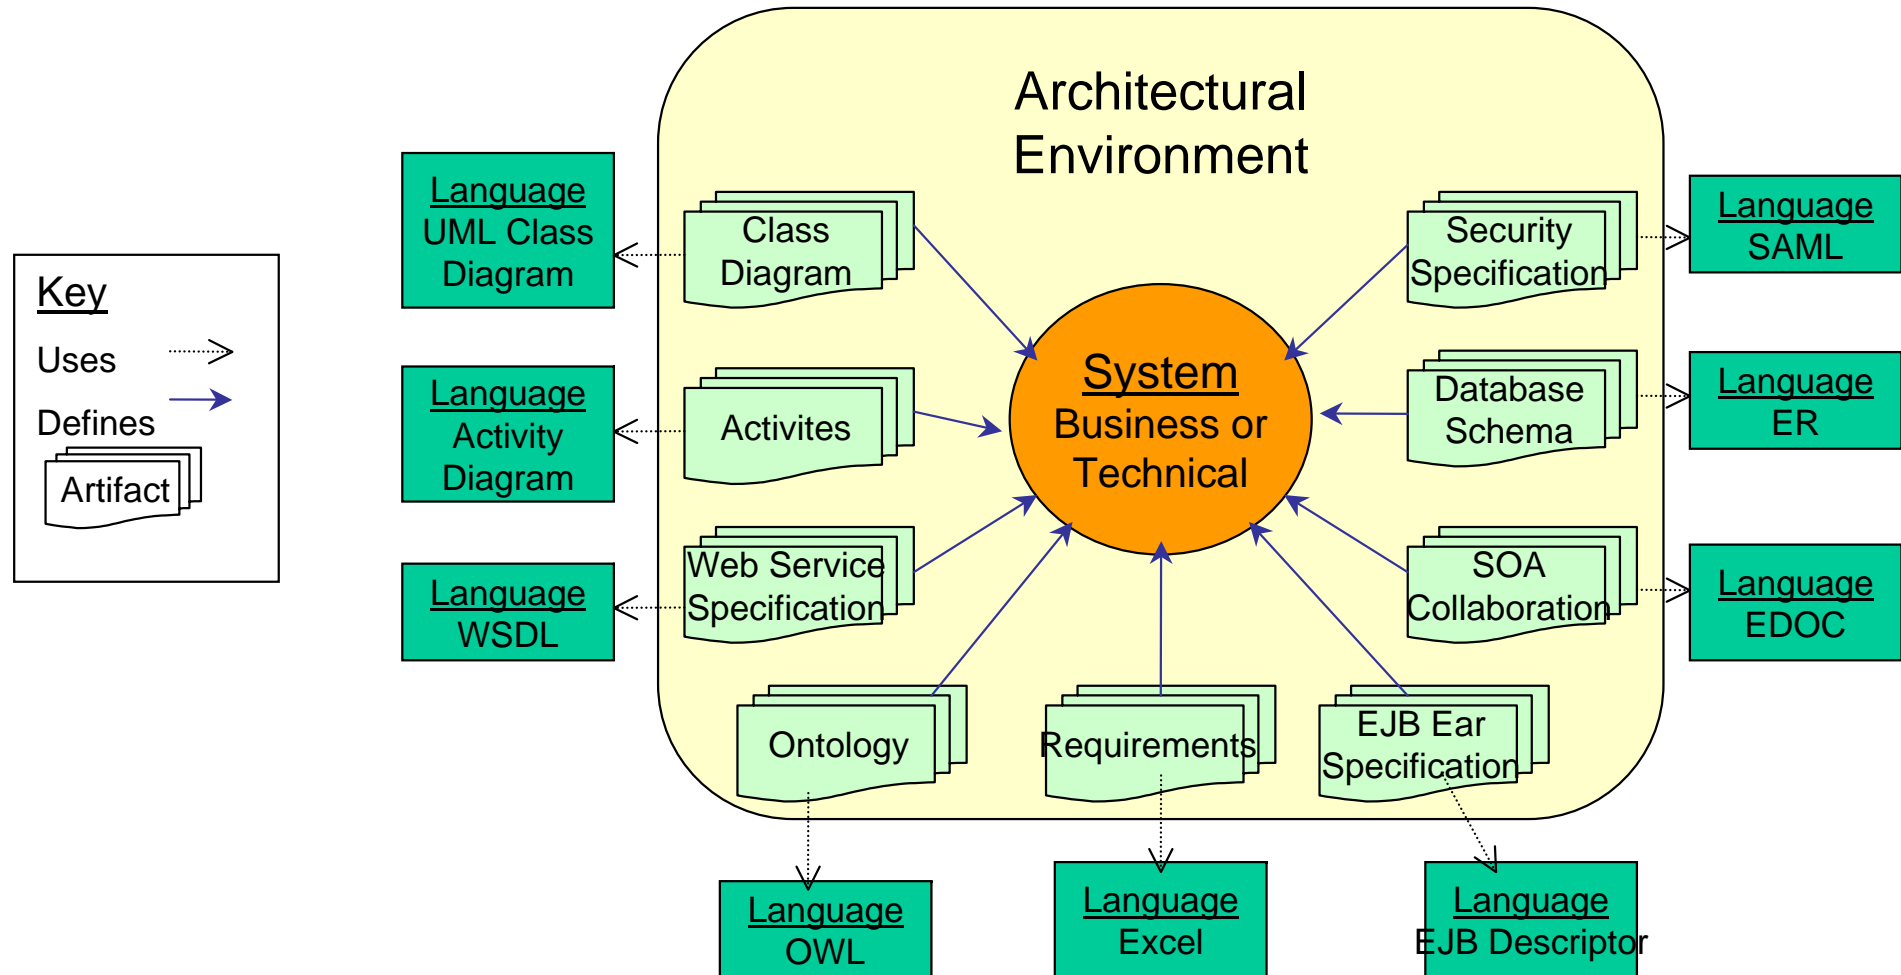 Architectural
Environment
Language
UML Class
Diagram
Class
Diagram
Security
Specification
Language
SAML
Key
Uses
Defines
Artifact
Language
Activity
Diagram
Activites
System
Business or
Technical
Database
Schema
Language
ER
Language
WSDL
Web Service
Specification
SOA
Collaboration
Language
EDOC
Ontology
Requirements
EJB Ear
Specification
Language
OWL
Language
Excel
Language
EJB Descriptor